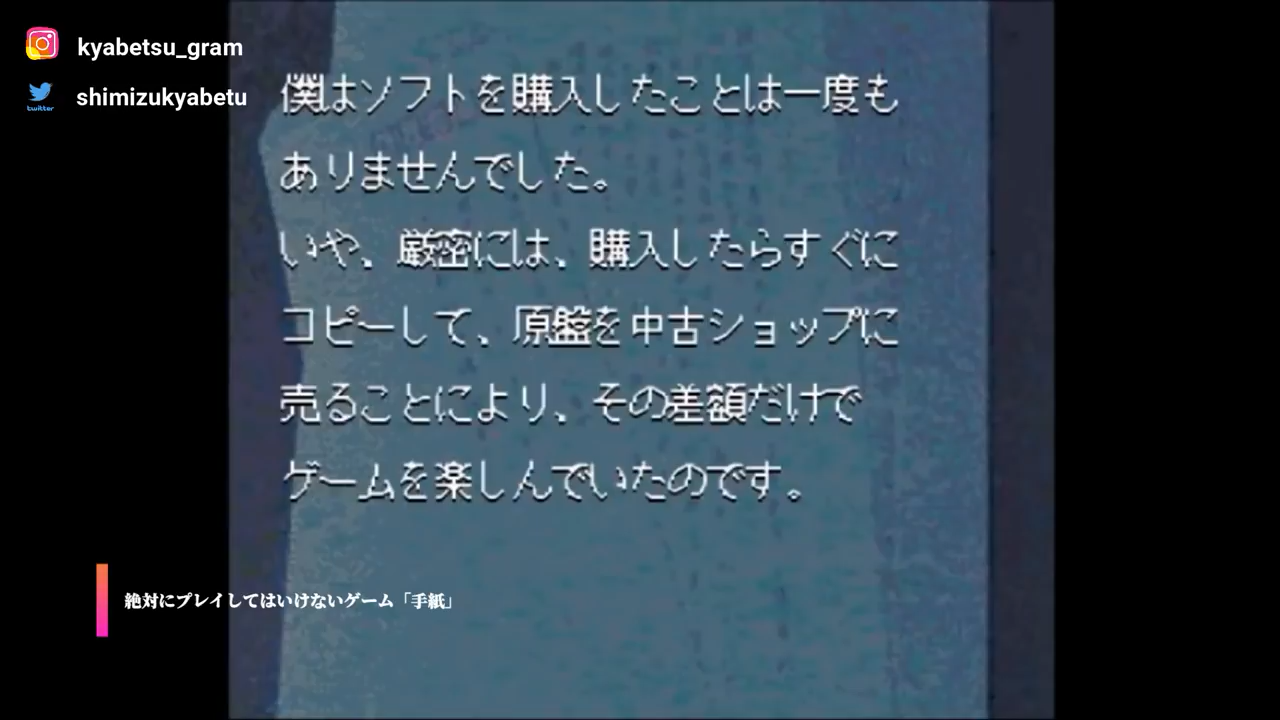 kyabetsu_gram
twitter
shimizukyabetu
僕はソフトを購入したことは一度も
ありませんでした。
いや、厳密には、購入したらすぐに
コピーして、原盤を中古ショップに
売ることにより、その差額だけで
ゲームを楽しんでいたのです。
絶対にプレイしてはいけないゲーム「手紙」